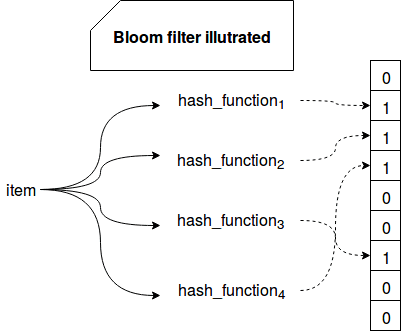 Bloom filter illutrated
item
hash_function1
hash_function2
hash_function3
hash_function4
0
1
1
1
0
0
1
0
0